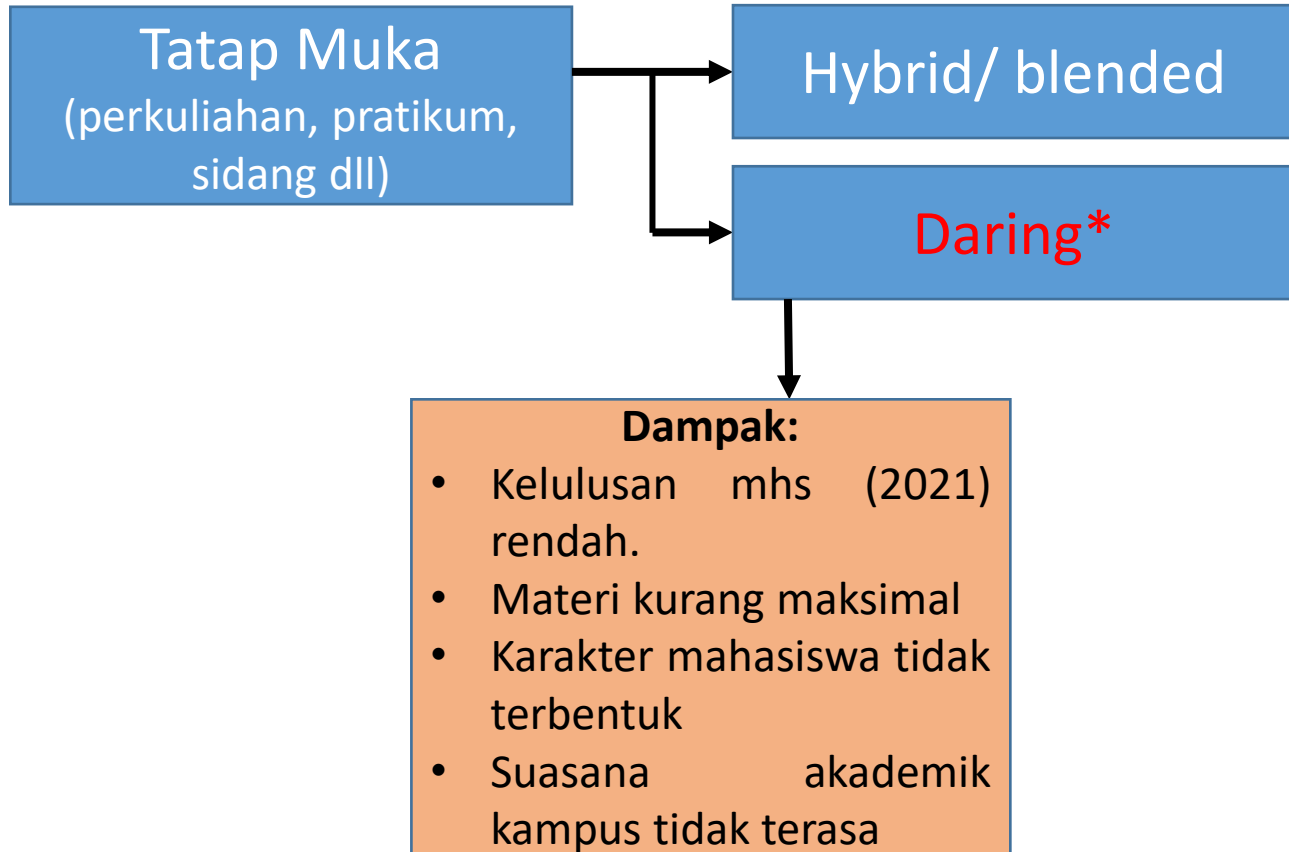 Tatap Muka
(perkuliahan, pratikum,
sidang dll)
Hybrid/ blended
Daring*
Dampak:
• Kelulusan mhs (2021)
rendah.
• Materi kurang maksimal
• Karakter mahasiswa tidak
terbentuk
• Suasana akademik
kampus tidak terasa